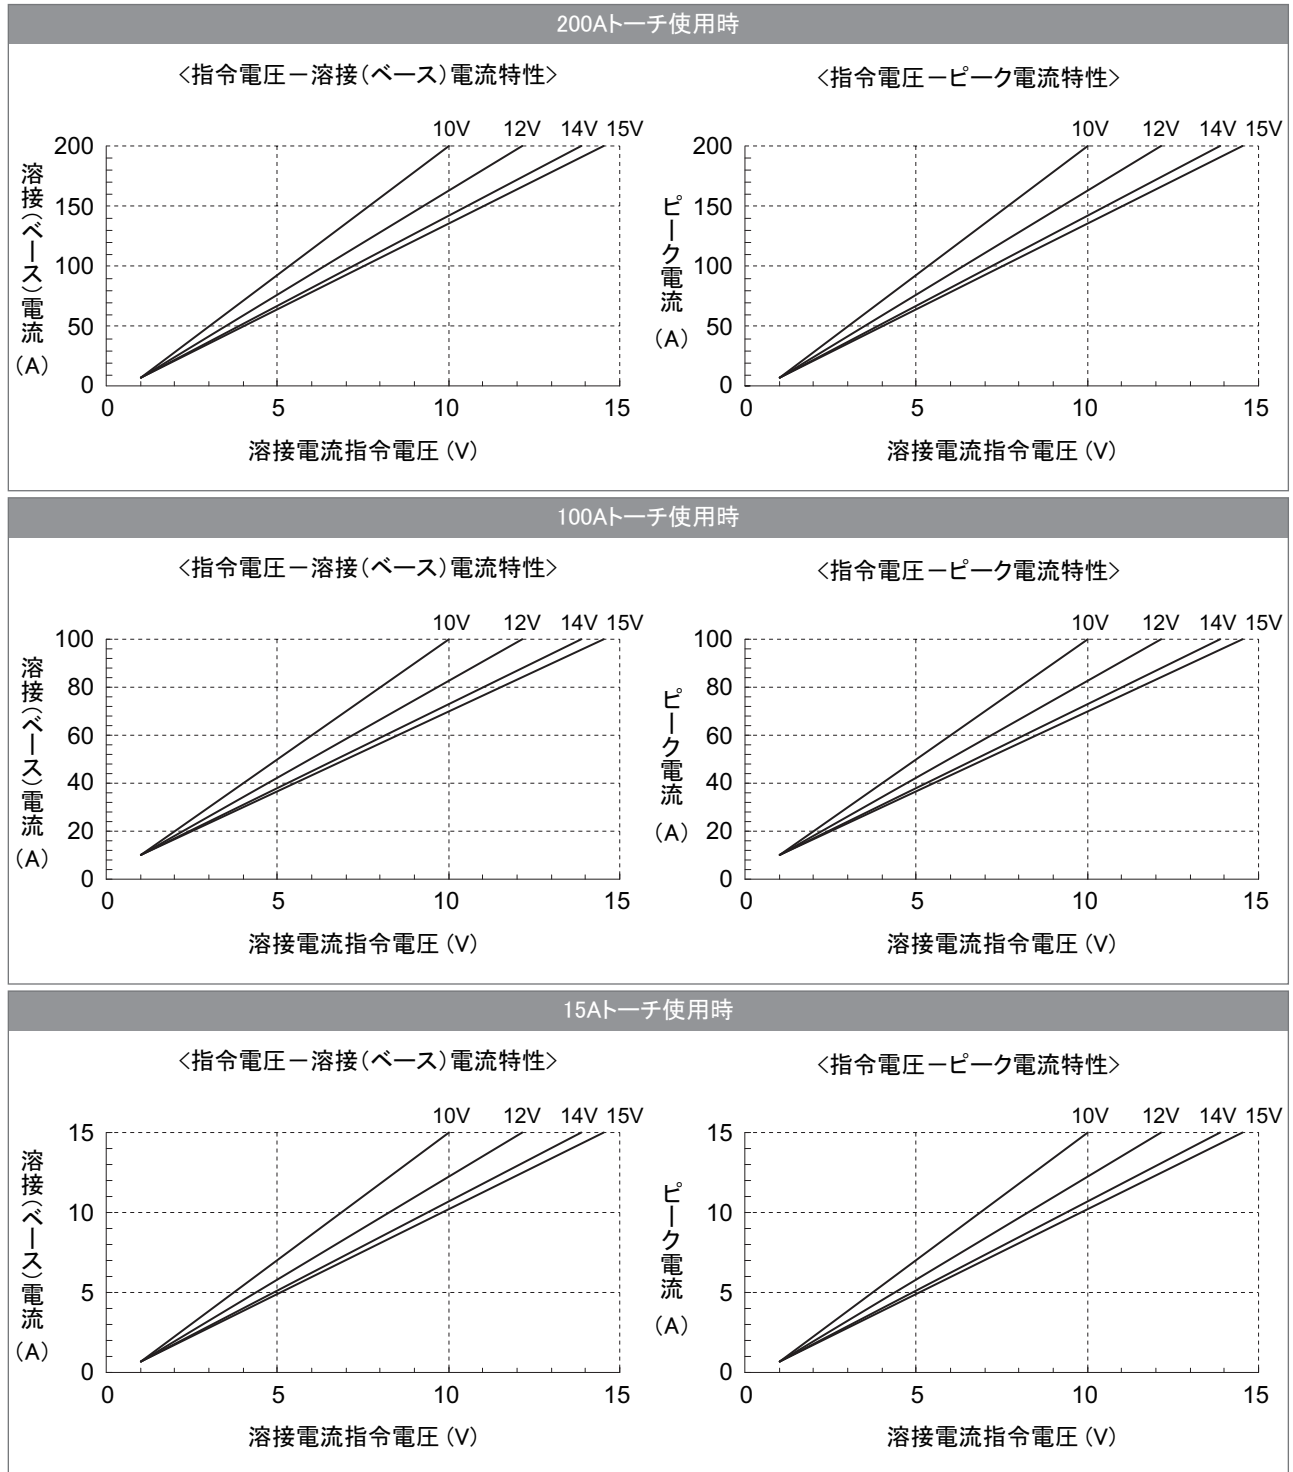 200Aトーチ使用時
<指令電圧－溶接(ベース)電流特性>
10V 12V 14V 15V
200
150
100
50
0
0 5 10 15
溶接(ベース)電流(A)
溶接電流指令電圧 (V)
<指令電圧－ピーク電流特性>
10V 12V 14V 15V
200
150
100
50
0
0 5 10 15
ピーク電流(A)
溶接電流指令電圧 (V)
100Aトーチ使用時
<指令電圧－溶接(ベース)電流特性>
10V 12V 14V 15V
100
80
60
40
20
0
0 5 10 15
溶接(ベース)電流(A)
溶接電流指令電圧 (V)
<指令電圧－ピーク電流特性>
10V 12V 14V 15V
100
80
60
40
20
0
0 5 10 15
ピーク電流(A)
溶接電流指令電圧 (V)
15Aトーチ使用時
<指令電圧－溶接(ベース)電流特性>
10V 12V 14V 15V
15
10
5
0
0 5 10 15
溶接(ベース)電流(A)
溶接電流指令電圧 (V)
<指令電圧－ピーク電流特性>
10V 12V 14V 15V
15
10
5
0
0 5 10 15
ピーク電流(A)
溶接電流指令電圧 (V)